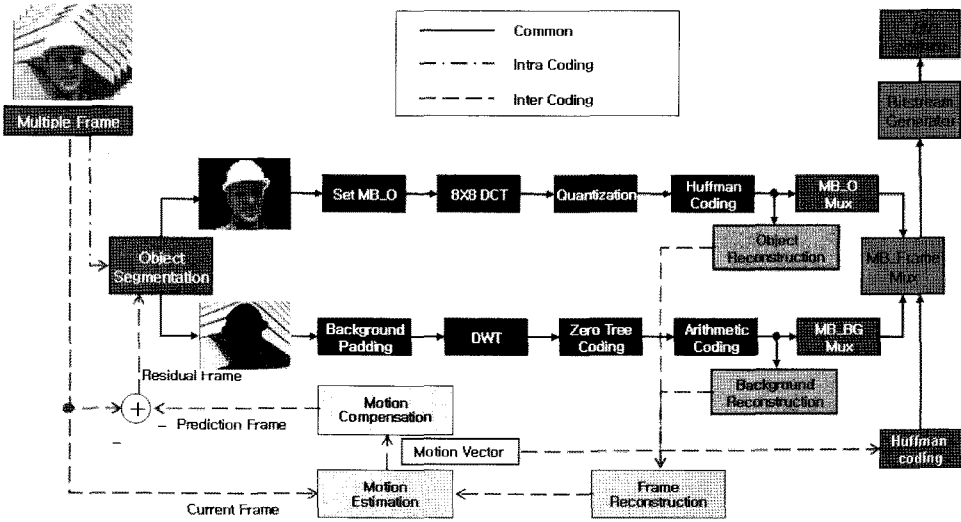 Common
Intra Coding
Inter Coding
Multiple Frame
Bitstream
Generator
Set MB_O
8X8 DCT
Quantization
Huffman
Coding
MB_O
Mux
Object
Segmentation
Object
Reconstruction
MB_Frame
Mux
Background
Padding
DWT
Zero Tree
Coding
Arithmetic
Coding
MB_BG
Mux
Residual Frame
Background
Reconstruction
+
– Prediction Frame
–
Motion
Compensation
Motion Vector
Huffman
coding
Motion
Estimation
Frame
Reconstruction
Current Frame